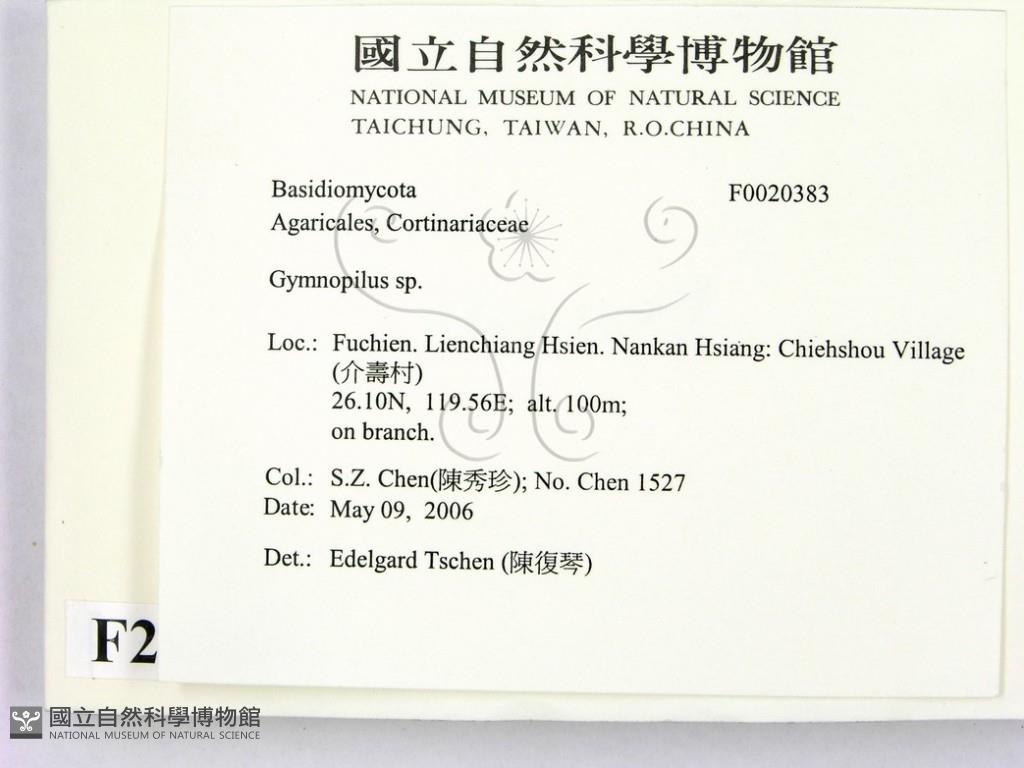 國立自然科學博物館
NATIONAL MUSEUM OF NATURAL SCIENCE
TAICHUNG, TAIWAN, R.O.CHINA
Basidiomycota F0020383
Agaricales, Cortinariaceae
Gymnopilus sp.
Loc.: Fuchien. Lienchiang Hsien. Nankan Hsiang: Chiehshou Village
(介壽村)
26.10N, 119.56E; alt. 100m;
on branch.
Col.: S.Z. Chen(陳秀珍); No. Chen 1527
Date: May 09, 2006
Det.: Edelgard Tschen (陳復琴)
F2
國立自然科學博物館
NATIONAL MUSEUM OF NATURAL SCIENCE